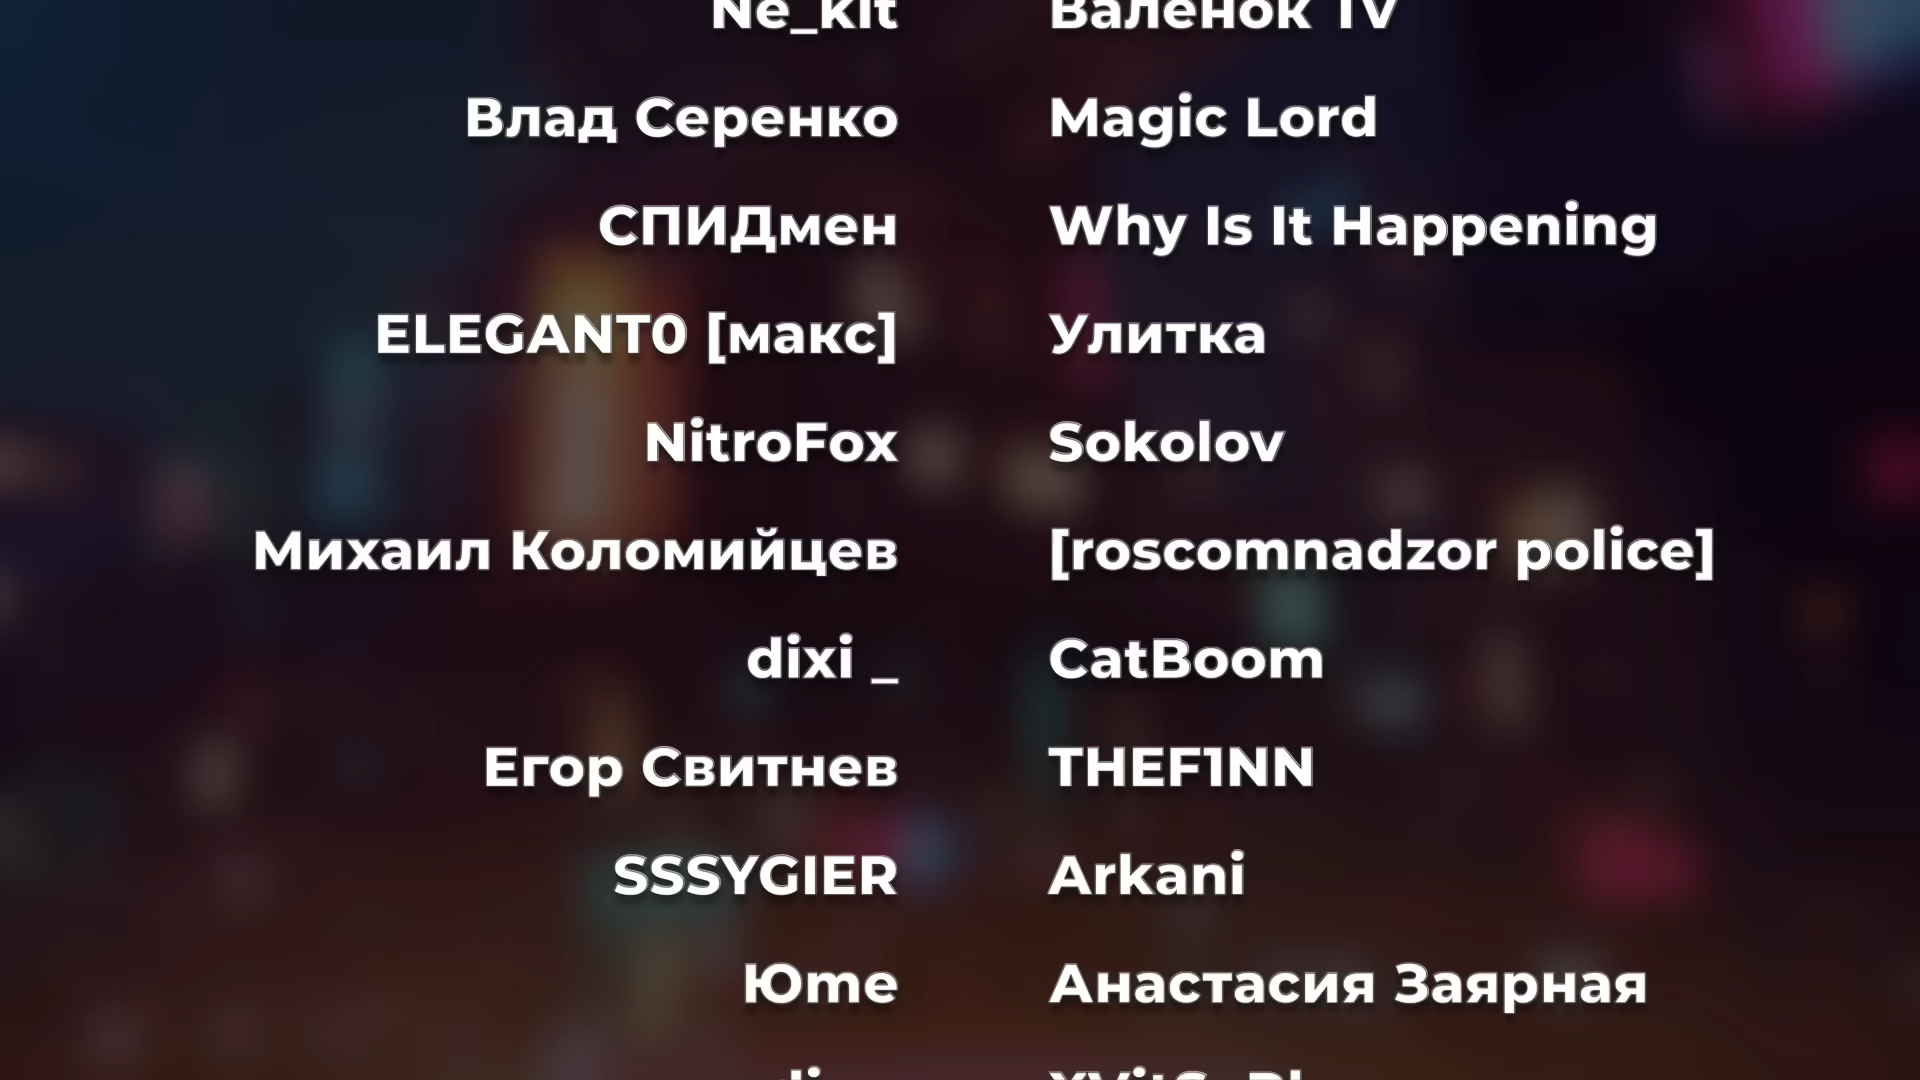 Ne_kit Валенок TV
Влад Серенко Magic Lord
СПИДмен Why Is It Happening
ELEGANT0 [макс] Улитка
NitroFox Sokolov
Михаил Коломийцев [roscomnadzor police]
dixi _ CatBoom
Егор Свитнев THEF1NN
SSSYGIER Arkani
Юme Анастасия Заярная